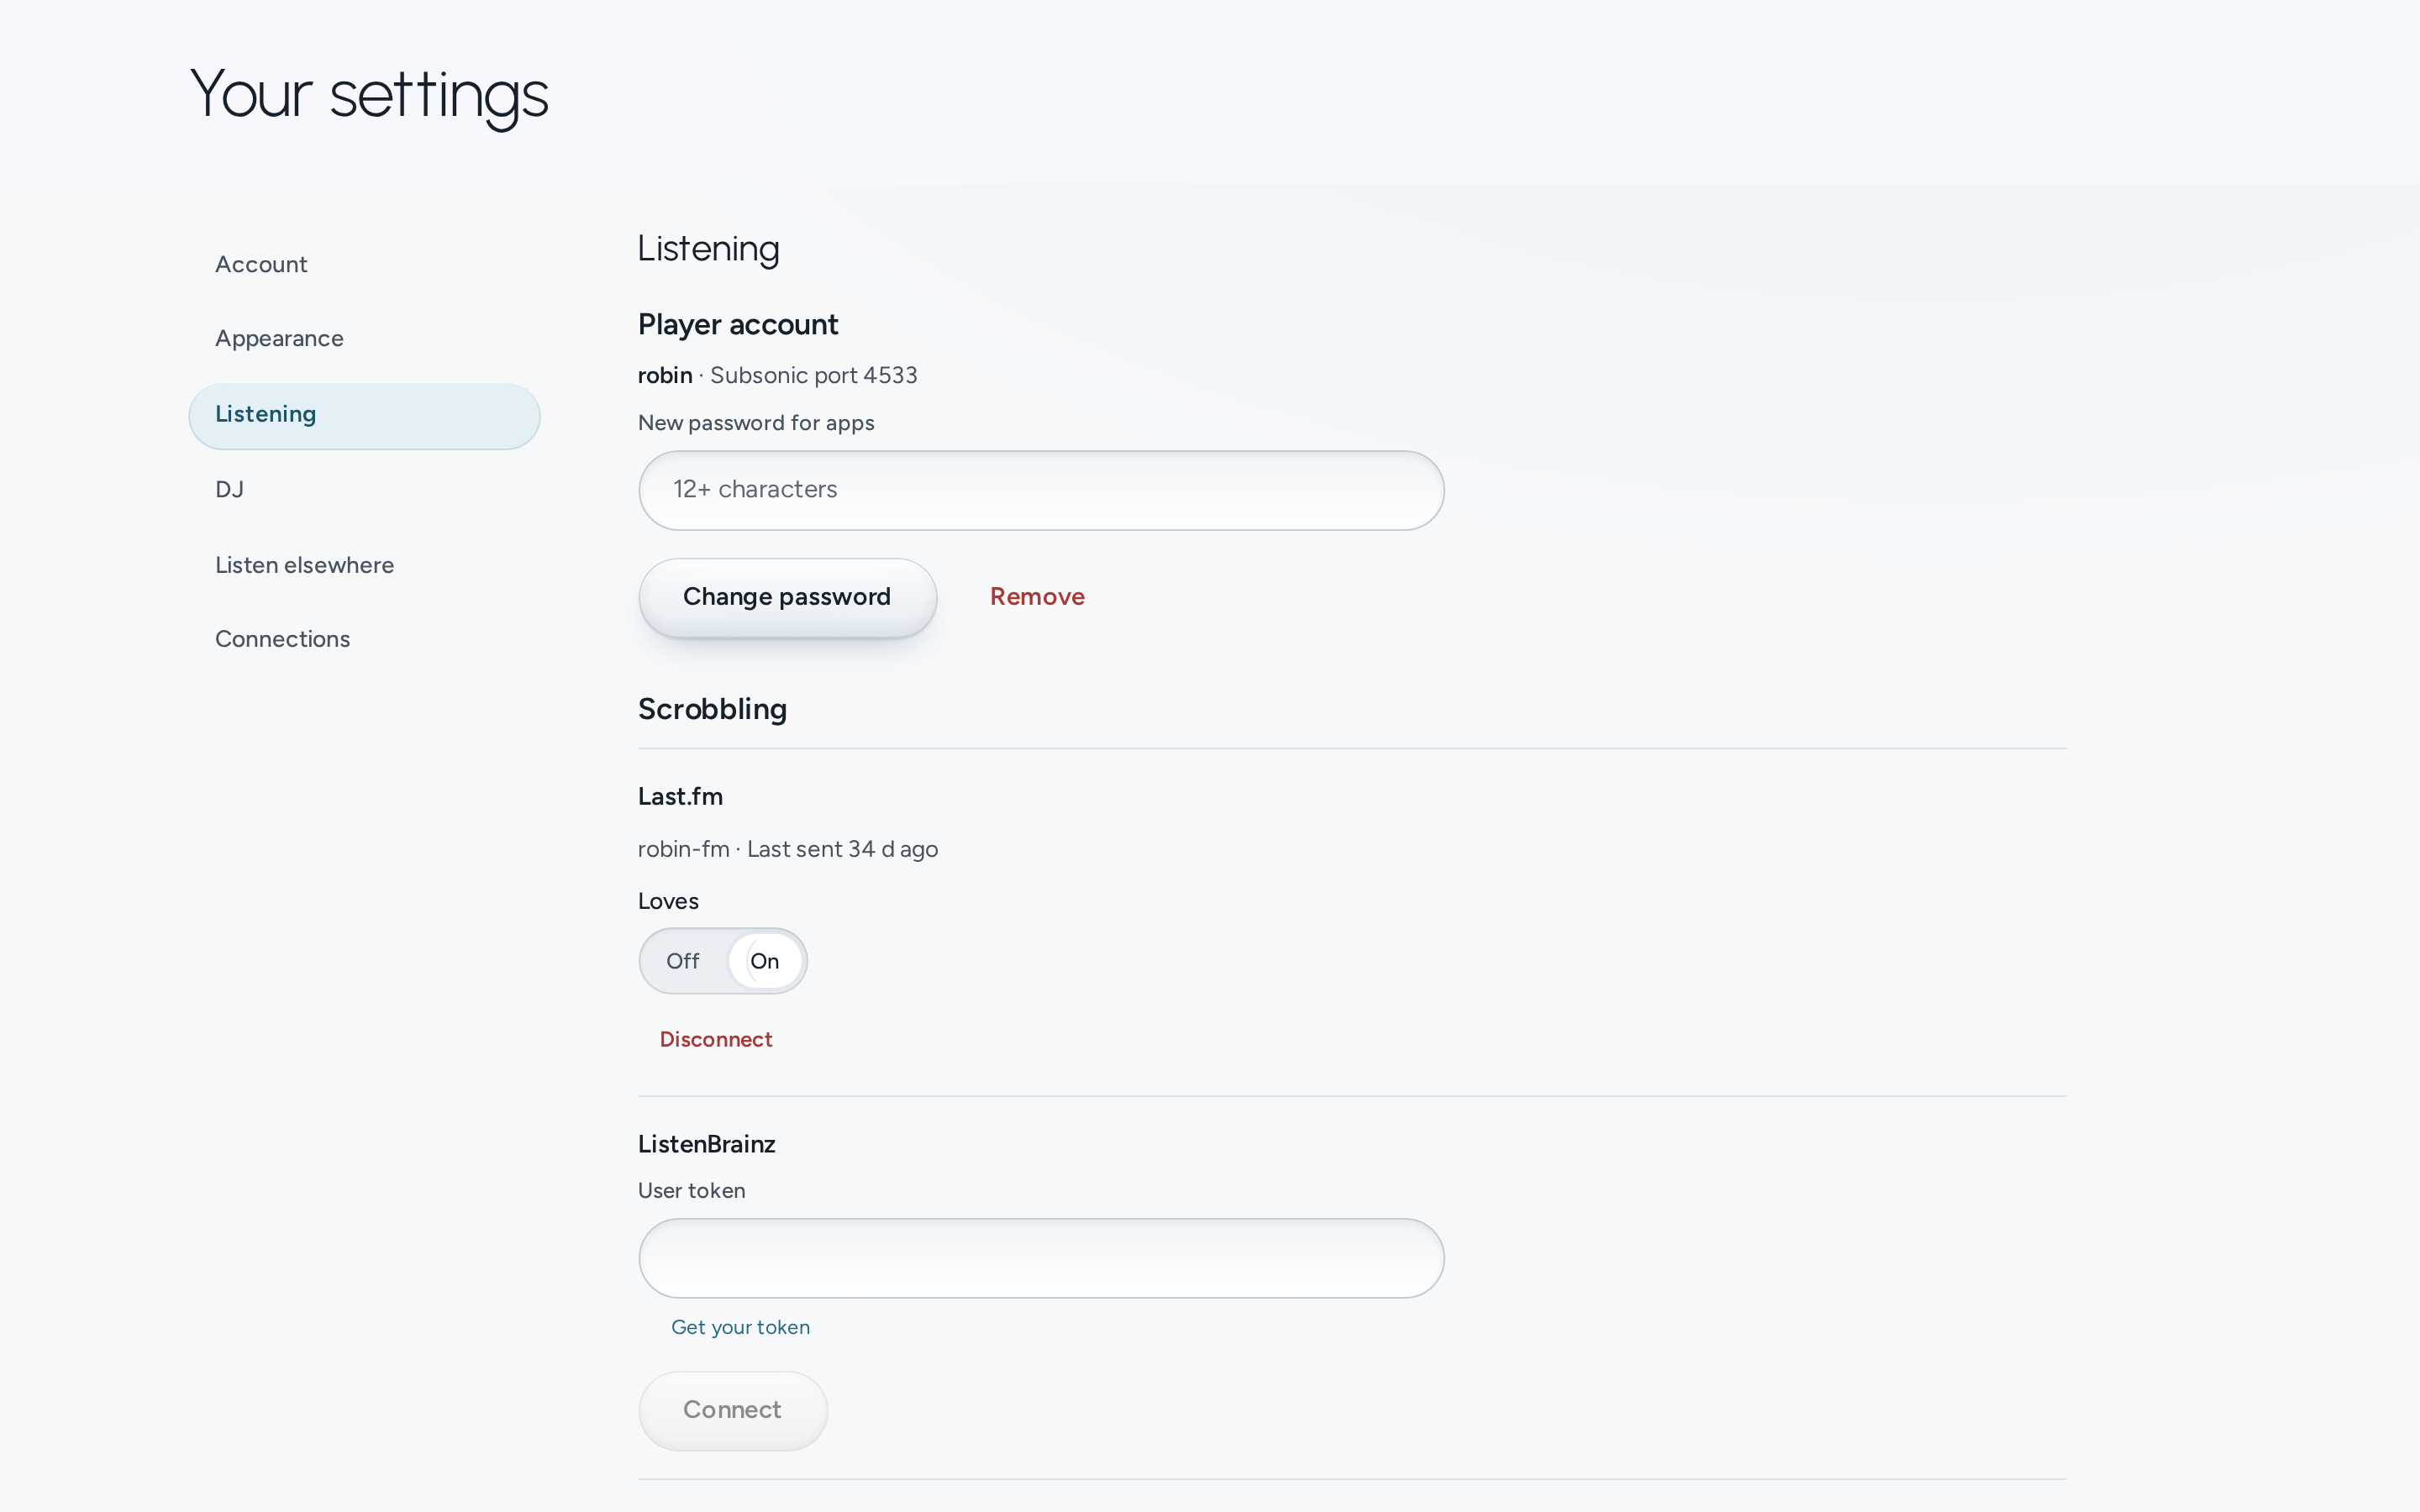 Your settings
Account
Appearance
Listening
DJ
Listen elsewhere
Connections
Listening
Player account
robin · Subsonic port 4533
New password for apps
12+ characters
Change password
Remove
Scrobbling
Last.fm
robin-fm · Last sent 34 d ago
Loves
Off
On
Disconnect
ListenBrainz
User token
Get your token
Connect